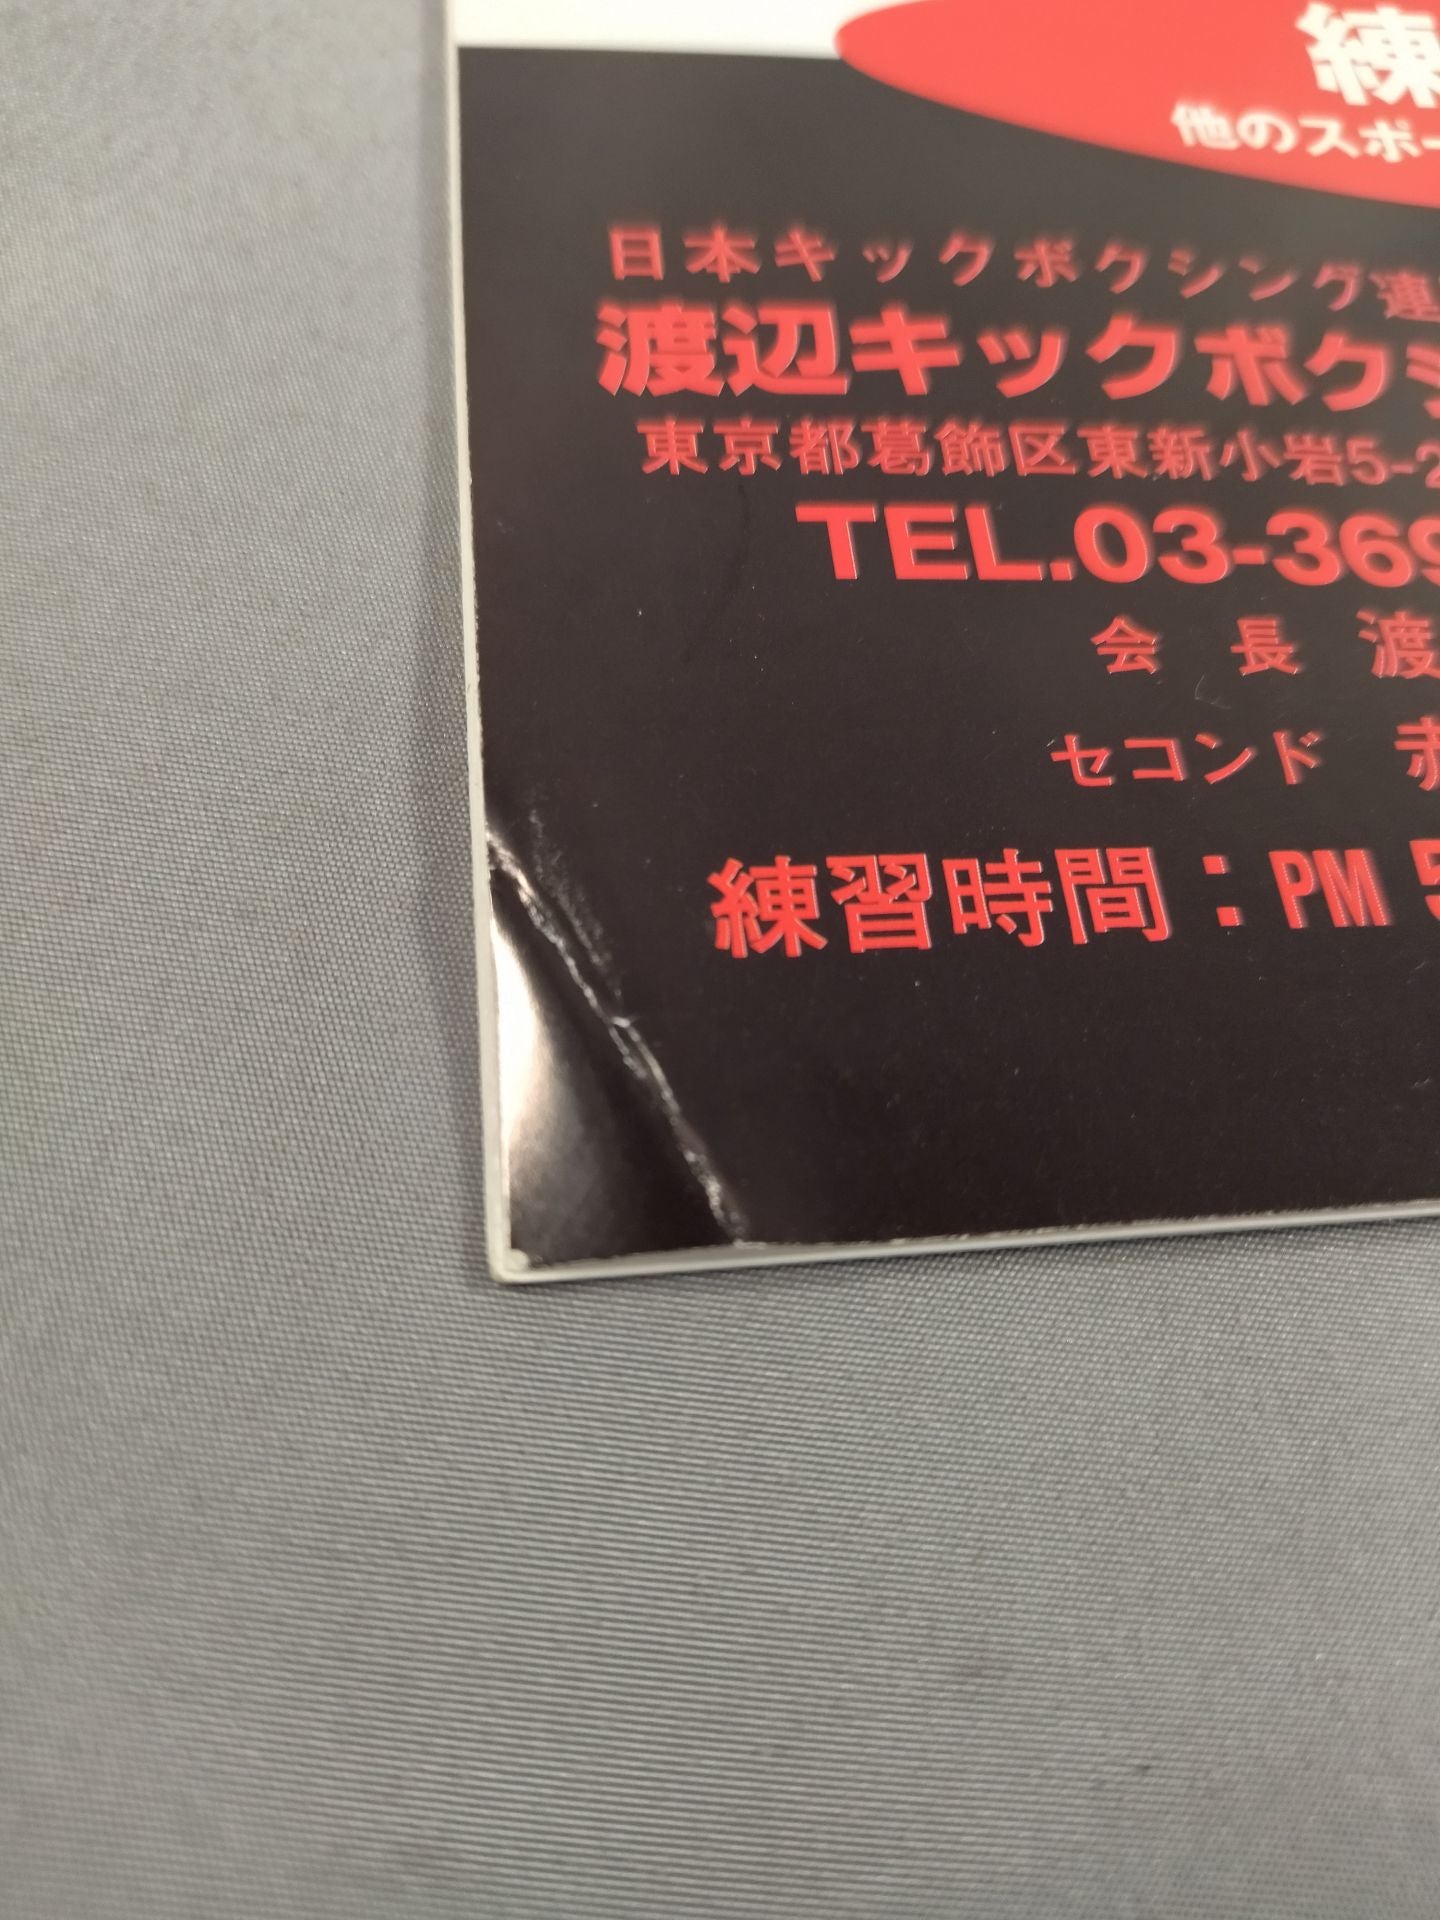 練
他のスポー
日本キックボクシング連
渡辺キックボクシ
東京都葛飾区東新小岩5-2
TEL.03-369
会 長 渡
セコンド 赤
練習時間：PM 5